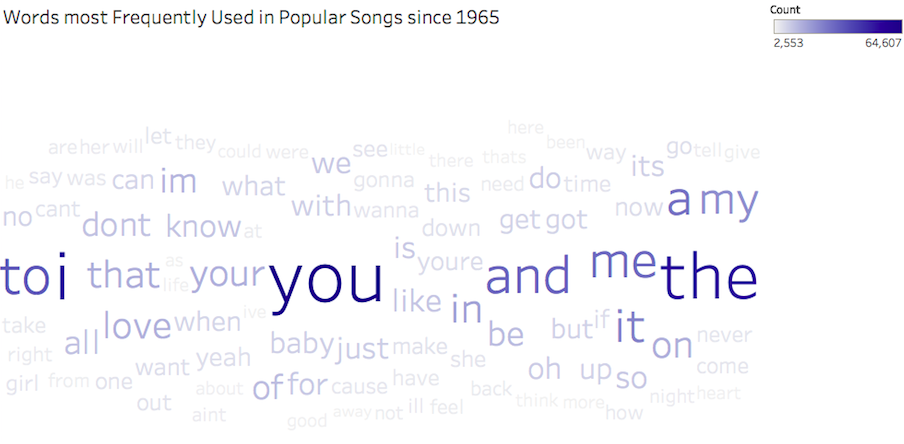 Words most Frequently Used in Popular Songs since 1965
Count
2,553 64,607
here
are her will let they could were we see little there thats been way its go tell give
he say was can im what gonna this need do time
no cant dont know at with wanna down get got now a my
to i that as life your you is youre and me the
take all love when ive baby just like in be but if it on never
right want yeah make she oh up so come
girl from one about of for cause have back think more night heart
out aint good away not ill feel how